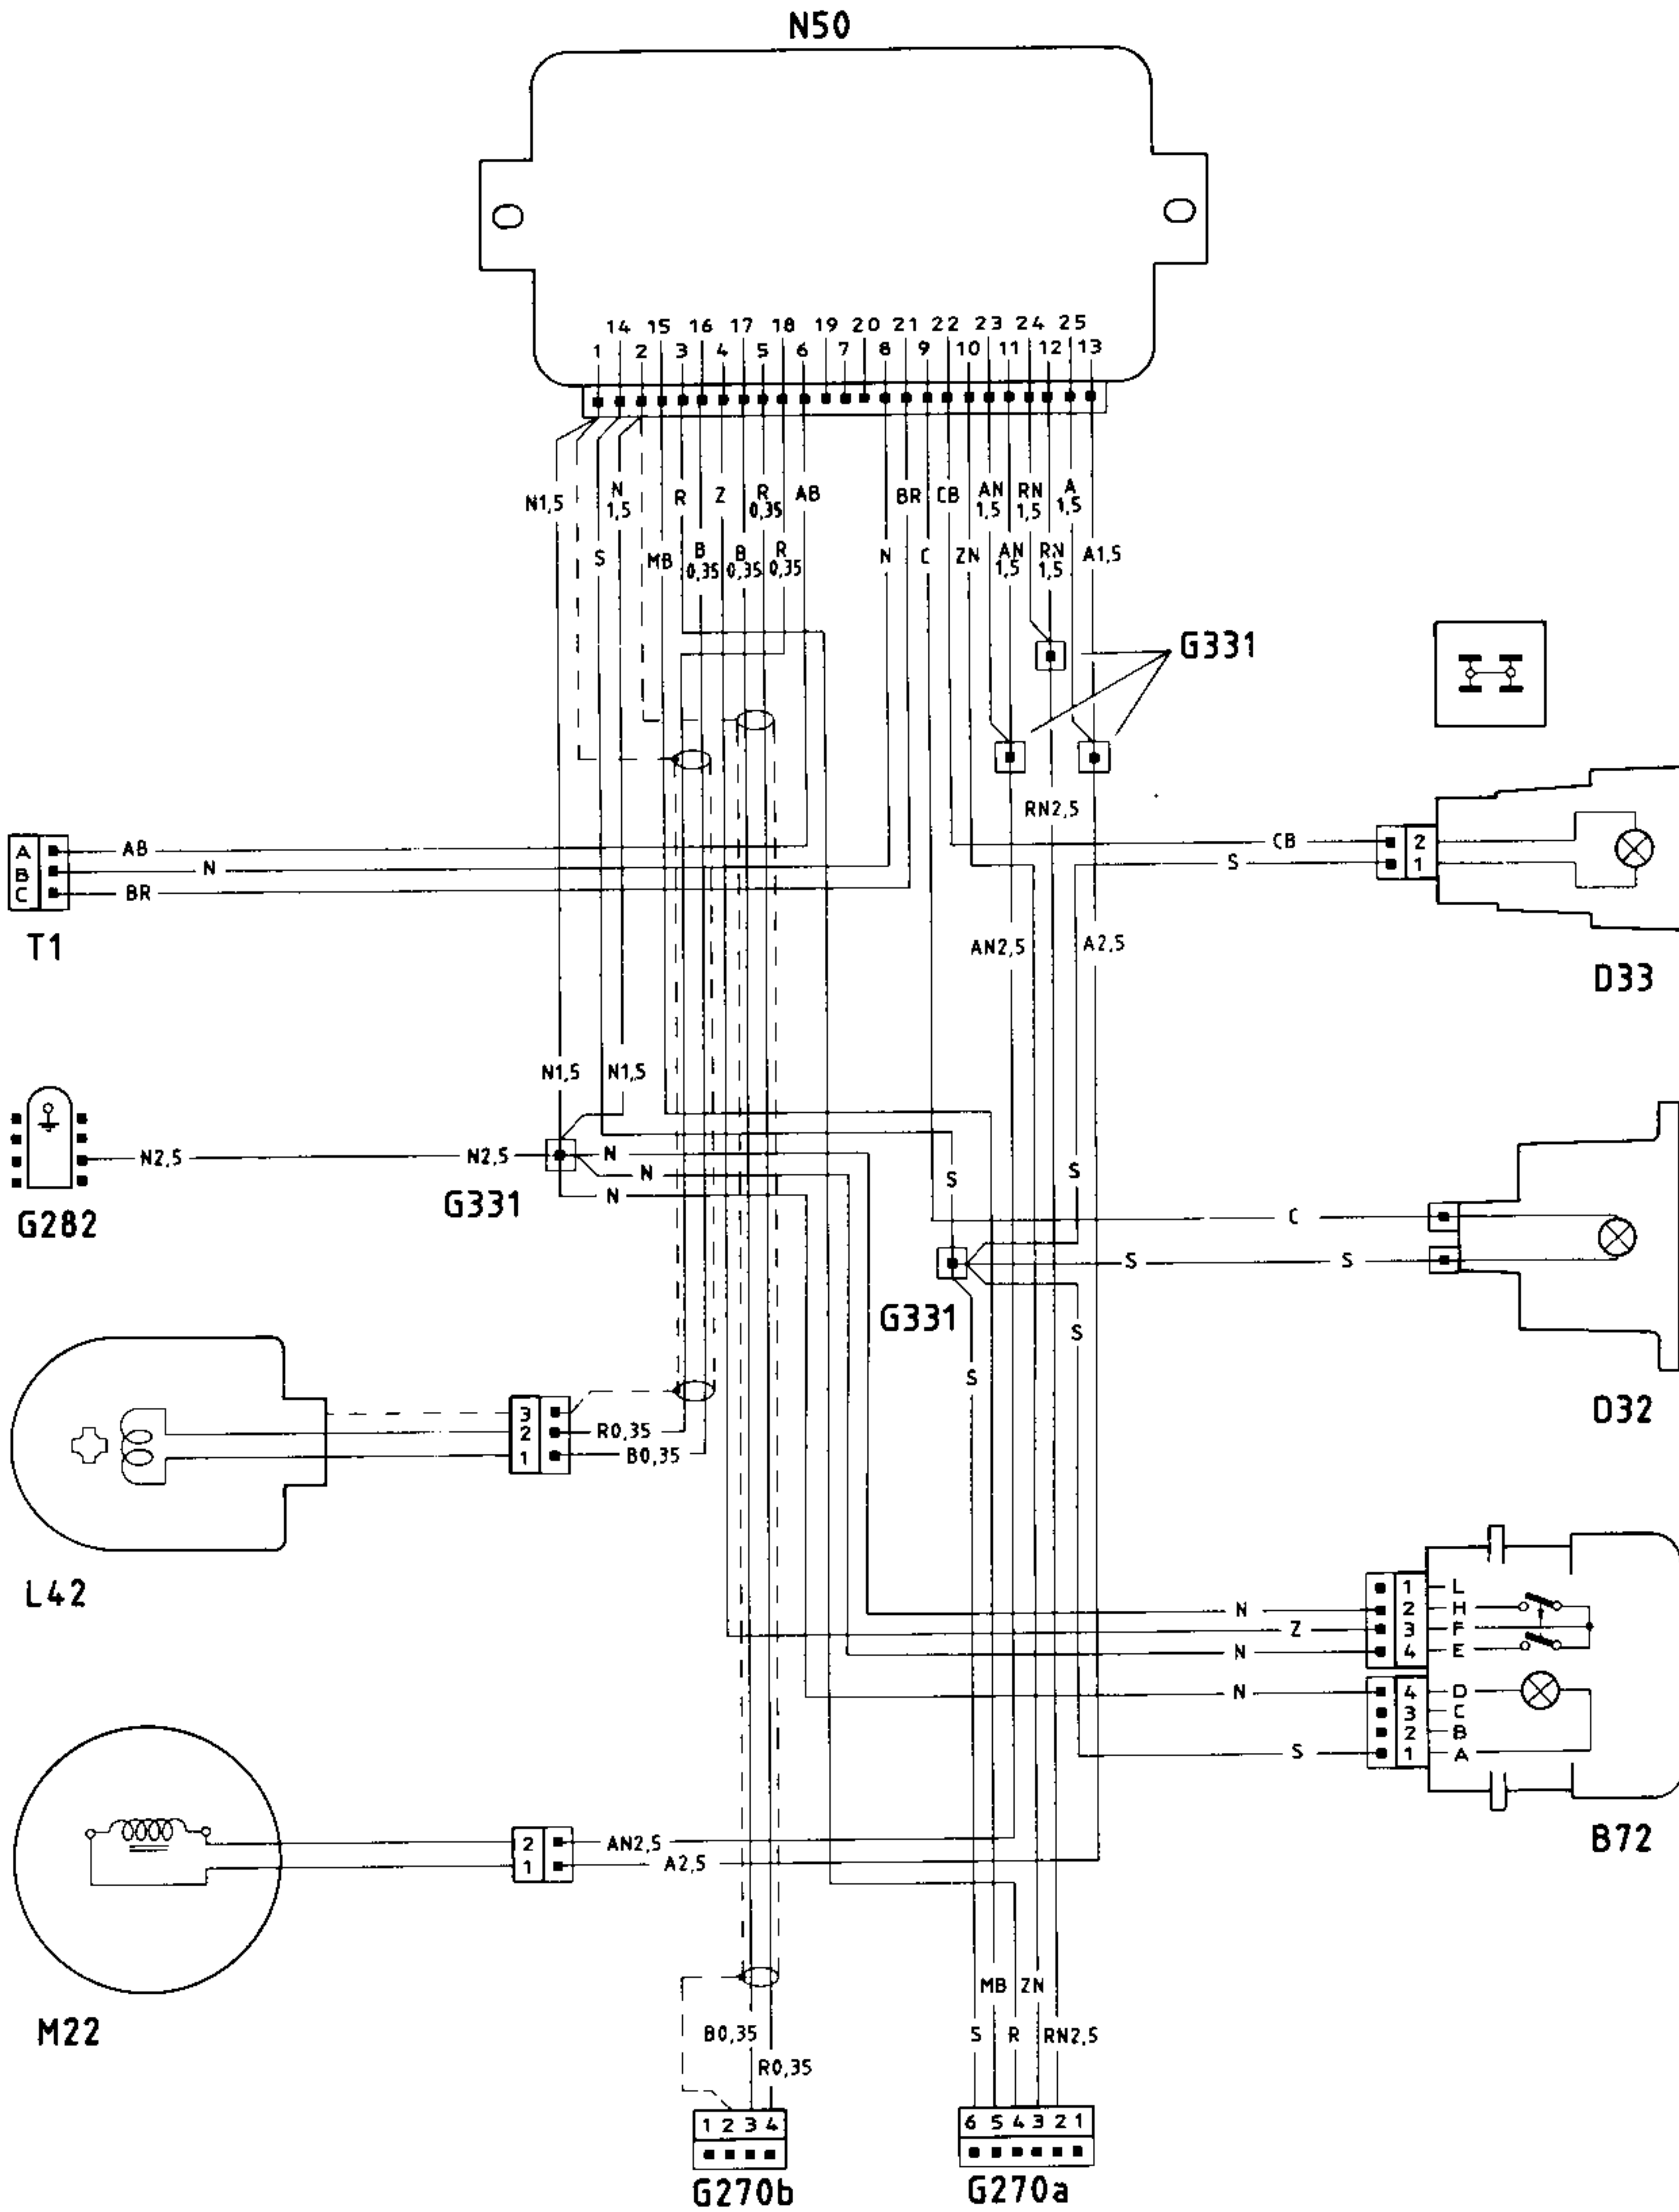 N50
14 15 16 17 18 19 20 21 22 23 24 25
1 2 3 4 5 6 7 8 9 10 11 12 13
N1,5
N
1,5
R
Z
R
0,35
AB
BR
CB
AN
1,5
RN
1,5
A
1,5
S
MB
B
0,35
B
0,35
R
0,35
N
C
ZN
AN
1,5
RN
1,5
A1,5
G331
RN2,5
A
B
C
AB
N
BR
T1
CB
S
2
1
D33
AN2,5
A2,5
N1,5
N1,5
N2,5
N2,5
N
N
N
G282
G331
S
S
C
S
S
G331
S
S
D32
3
2
1
R0,35
B0,35
L42
N
Z
N
N
S
1 L
2 H
3 F
4 E
4 D
3 C
2 B
1 A
B72
2
1
AN2,5
A2,5
M22
MB
ZN
B0,35
S
R
RN2,5
R0,35
1 2 3 4
6 5 4 3 2 1
G270b
G270a